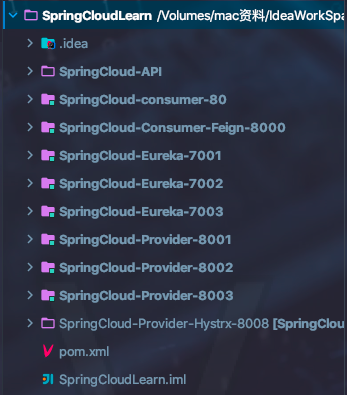 SpringCloudLearn /Volumes/mac资料/IdeaWorkSpa
.idea
SpringCloud-API
SpringCloud-consumer-80
SpringCloud-Consumer-Feign-8000
SpringCloud-Eureka-7001
SpringCloud-Eureka-7002
SpringCloud-Eureka-7003
SpringCloud-Provider-8001
SpringCloud-Provider-8002
SpringCloud-Provider-8003
SpringCloud-Provider-Hystrx-8008 [SpringClou
pom.xml
SpringCloudLearn.iml